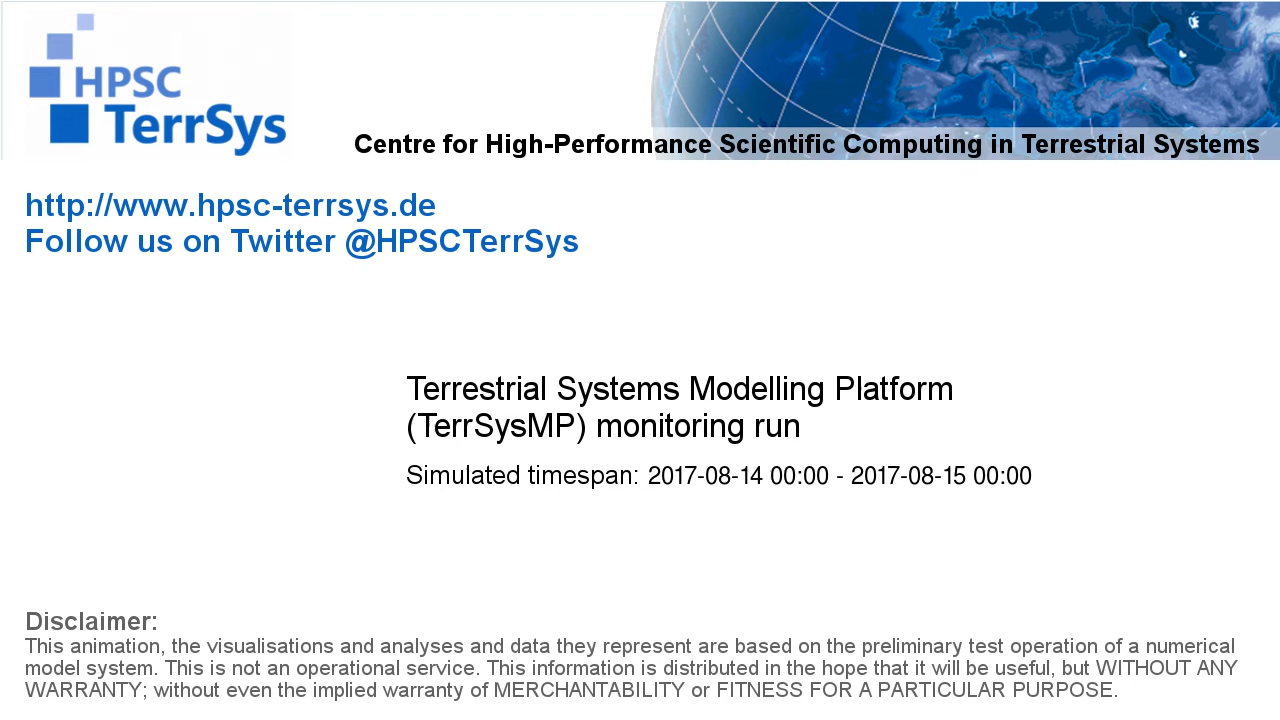 HPSC
TerrSys
Centre for High-Performance Scientific Computing in Terrestrial Systems
http://www.hpsc-terrsys.de
Follow us on Twitter @HPSCTerrSys
Terrestrial Systems Modelling Platform
(TerrSysMP) monitoring run
Simulated timespan: 2017-08-14 00:00 - 2017-08-15 00:00
Disclaimer:
This animation, the visualisations and analyses and data they represent are based on the preliminary test operation of a numerical
model system. This is not an operational service. This information is distributed in the hope that it will be useful, but WITHOUT ANY
WARRANTY; without even the implied warranty of MERCHANTABILITY or FITNESS FOR A PARTICULAR PURPOSE.